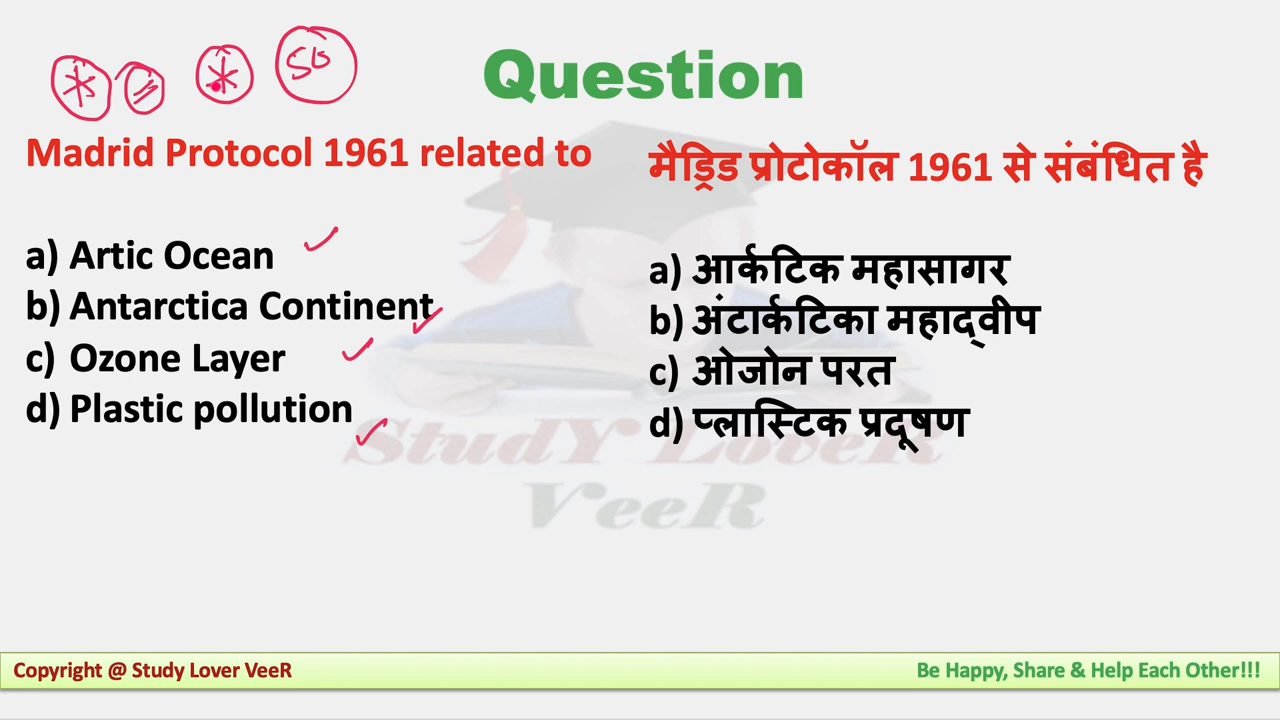 Question
Madrid Protocol 1961 related to
a) Artic Ocean
b) Antarctica Continent
c) Ozone Layer
d) Plastic pollution
मैड्रिड प्रोटोकॉल 1961 से संबंधित है
a) आर्कटिक महासागर
b) अंटार्कटिका महाद्वीप
c) ओजोन परत
d) प्लास्टिक प्रदूषण
StudY LoveR
VeeR
Copyright @ Study Lover VeeR
Be Happy, Share & Help Each Other!!!